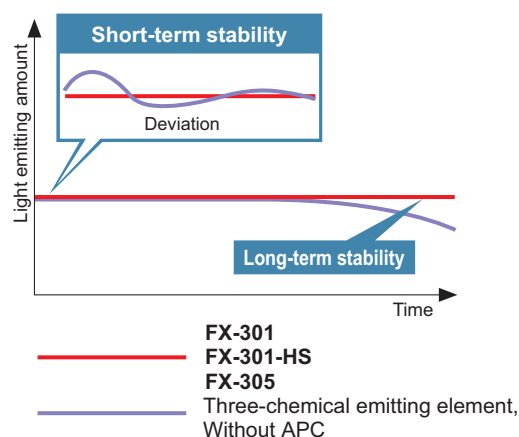 Short-term stability
Deviation
Light emitting amount
Long-term stability
Time
FX-301
FX-301-HS
FX-305
Three-chemical emitting element,
Without APC